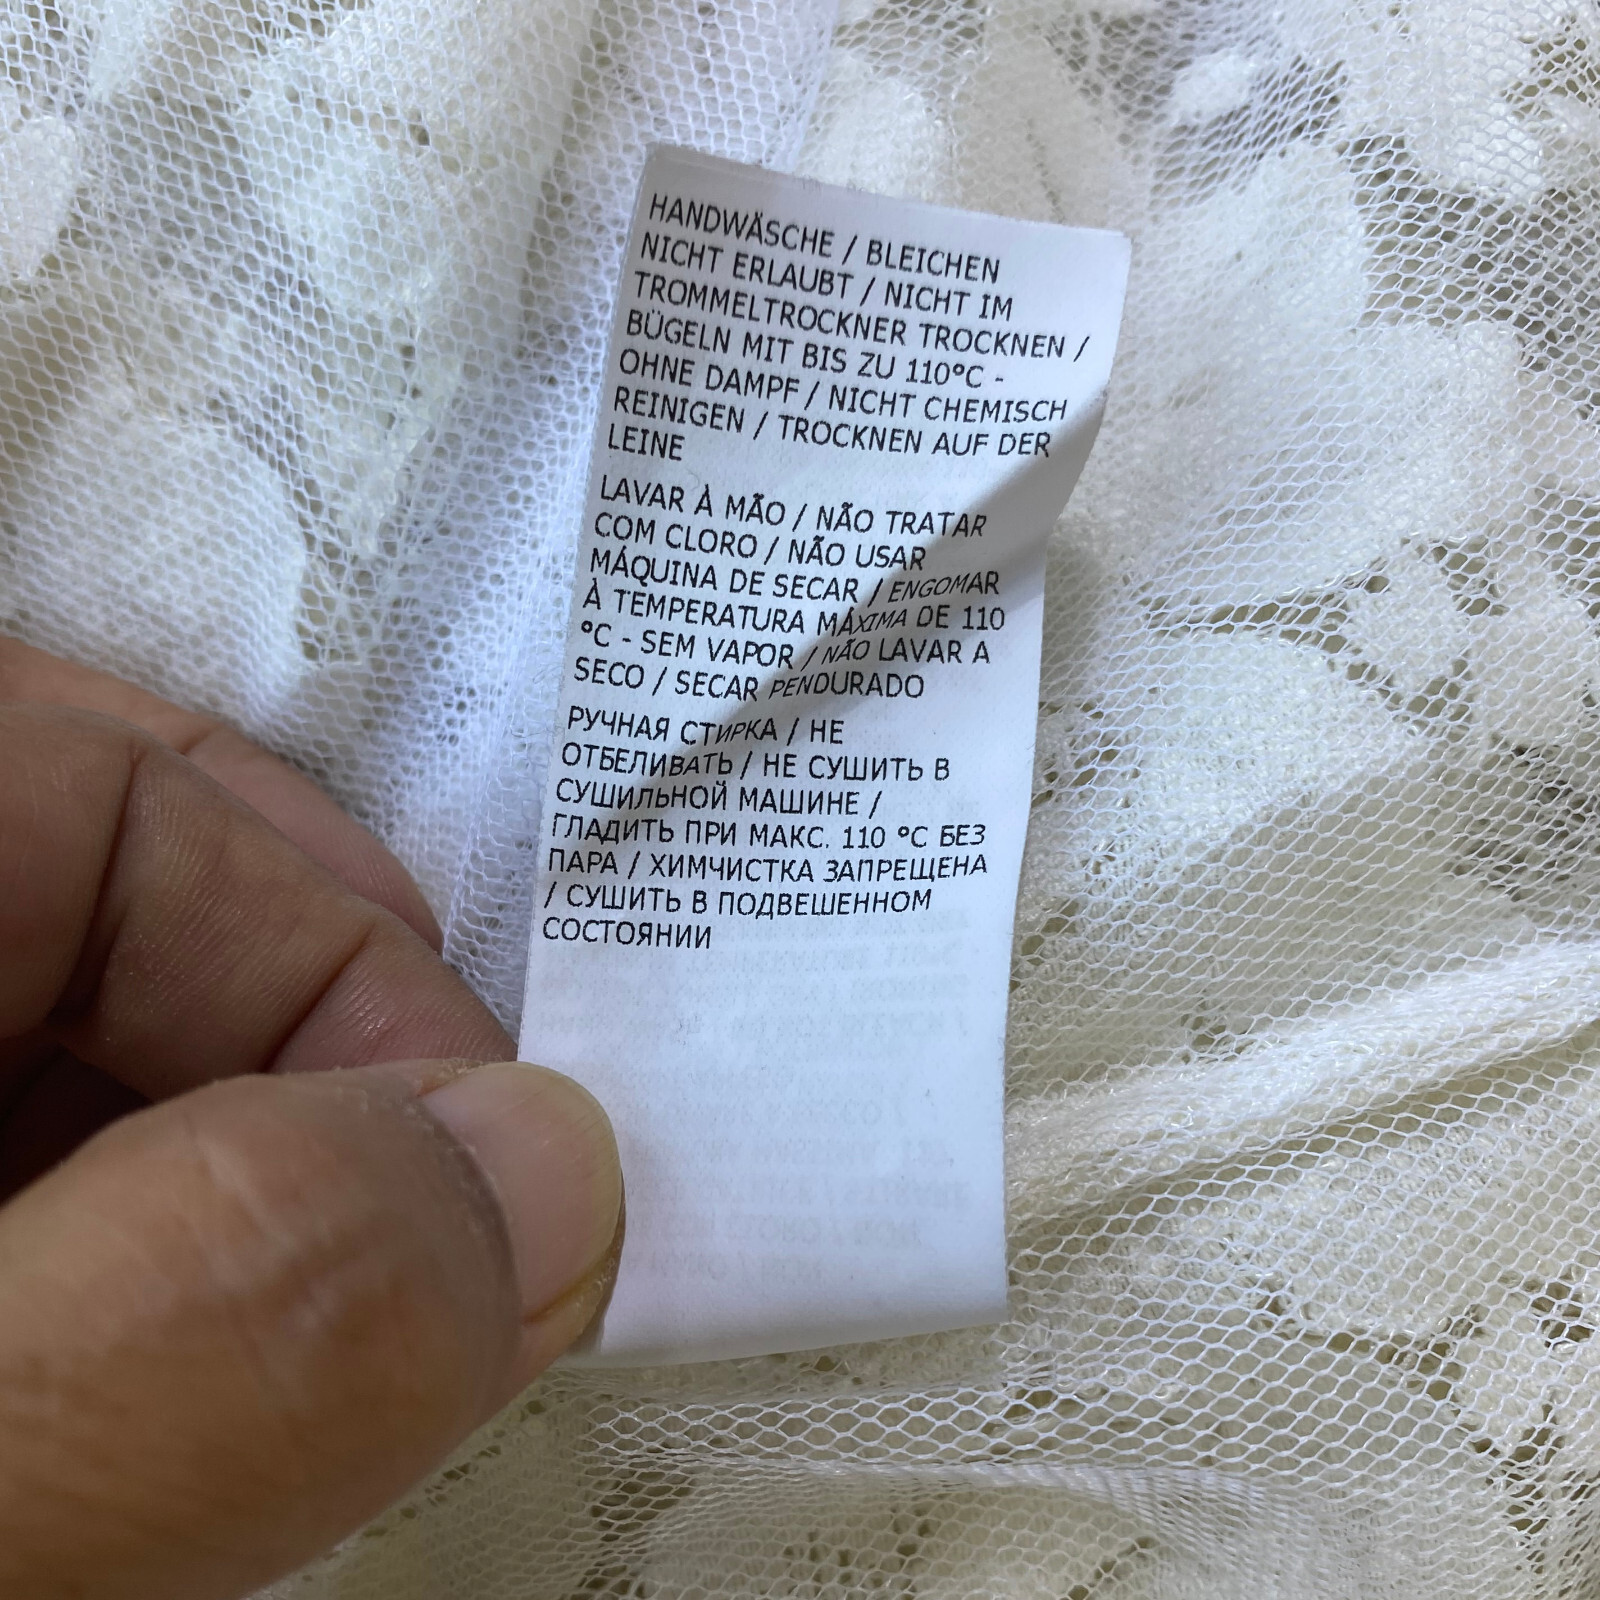 HANDWÄSCHE / BLEICHEN
NICHT ERLAUBT / NICHT IM
TROMMELTROCKNER TROCKNEN /
BÜGELN MIT BIS ZU 110°C -
OHNE DAMPF / NICHT CHEMISCH
REINIGEN / TROCKNEN AUF DER
LEINE
LAVAR À MÃO / NÃO TRATAR
COM CLORO / NÃO USAR
MÁQUINA DE SECAR / ENGOMAR
À TEMPERATURA MÁXIMA DE 110
°C - SEM VAPOR / NÃO LAVAR A
SECO / SECAR PENDURADO
РУЧНАЯ СТИРКА / НЕ
ОТБЕЛИВАТЬ / НЕ СУШИТЬ В
СУШИЛЬНОЙ МАШИНЕ /
ГЛАДИТЬ ПРИ МАКС. 110 °C БЕЗ
ПАРА / ХИМЧИСТКА ЗАПРЕЩЕНА
/ СУШИТЬ В ПОДВЕШЕННОМ
СОСТОЯНИИ